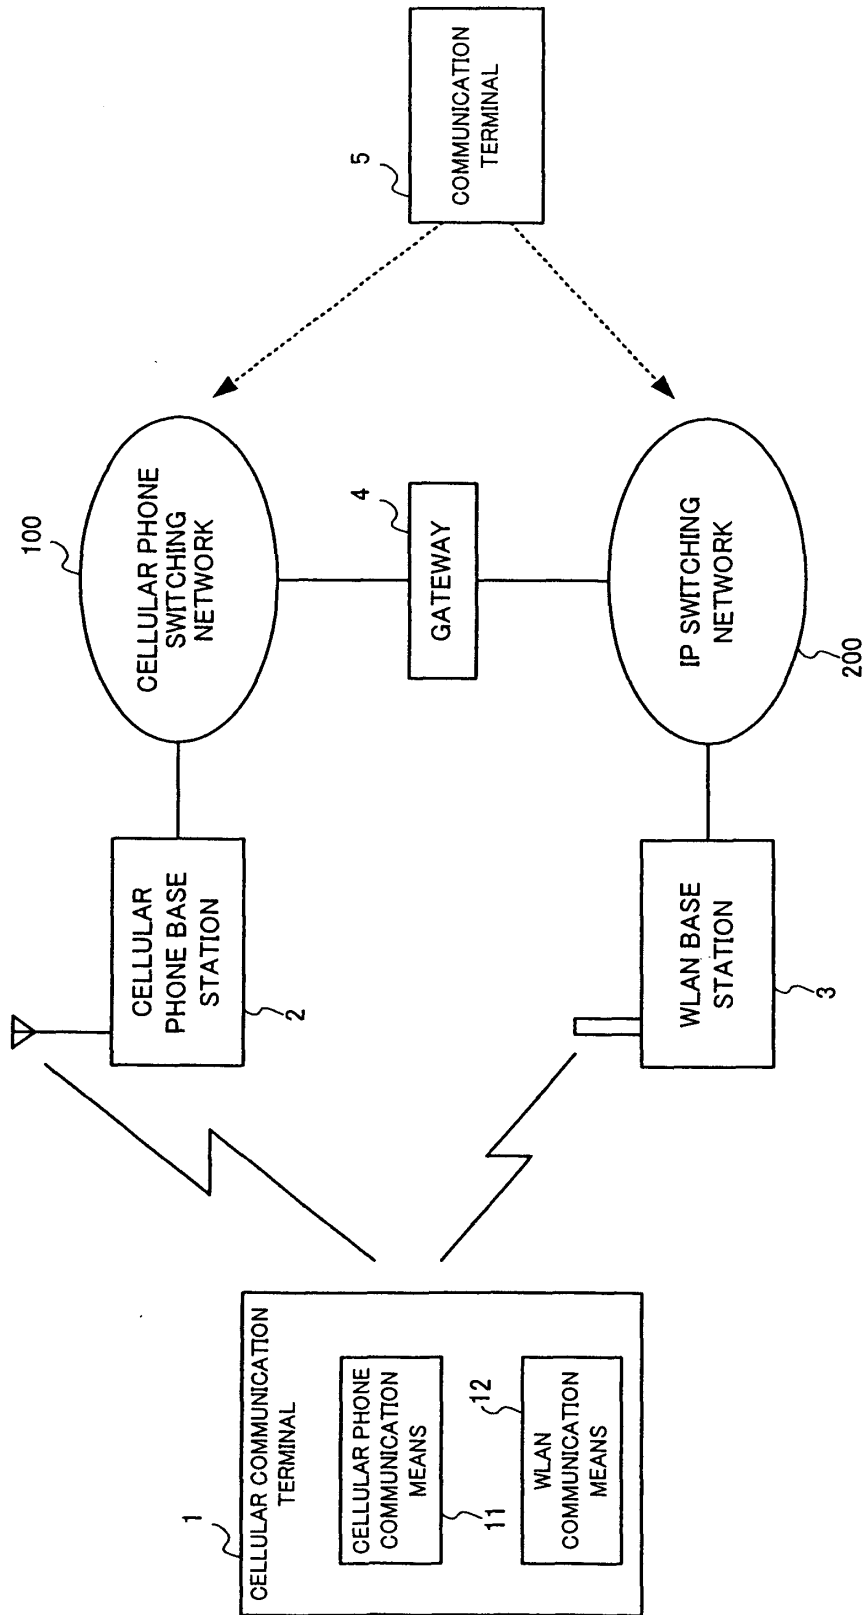 1
CELLULAR COMMUNICATION
TERMINAL
CELLULAR PHONE
COMMUNICATION
MEANS
11
12
WLAN
COMMUNICATION
MEANS
CELLULAR
PHONE BASE
STATION
2
WLAN BASE
STATION
3
100
CELLULAR PHONE
SWITCHING
NETWORK
4
GATEWAY
IP SWITCHING
NETWORK
200
5
COMMUNICATION
TERMINAL